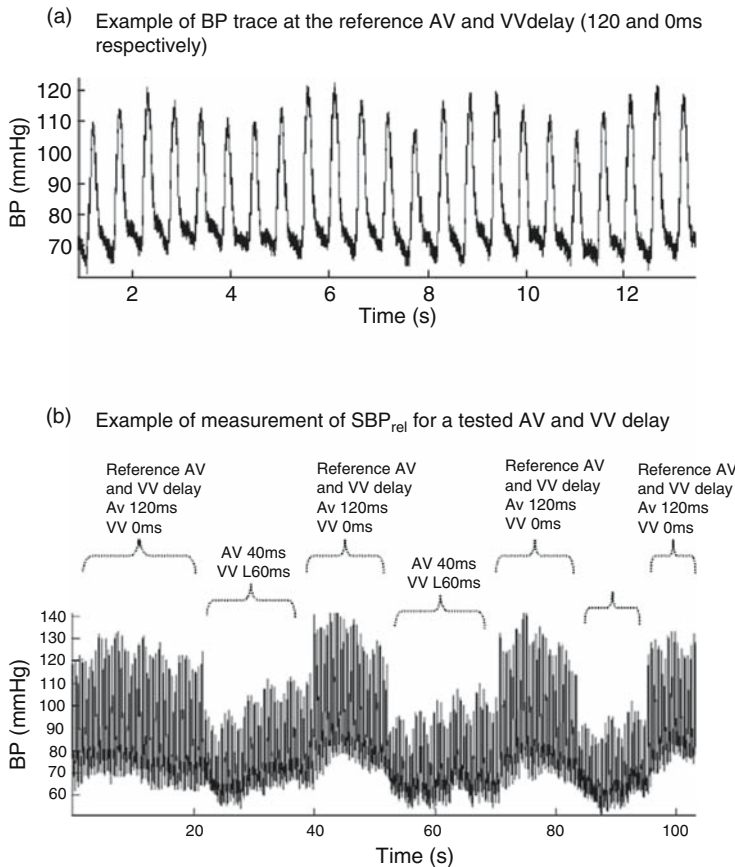 (a) Example of BP trace at the reference AV and VVdelay (120 and 0ms
respectively)
BP (mmHg)
120
110
100
90
80
70
2 4 6 8 10 12
Time (s)
(b) Example of measurement of SBPrel for a tested AV and VV delay
Reference AV
and VV delay
Av 120ms
VV 0ms
AV 40ms
VV L60ms
Reference AV
and VV delay
Av 120ms
VV 0ms
AV 40ms
VV L60ms
Reference AV
and VV delay
Av 120ms
VV 0ms
Reference AV
and VV delay
Av 120ms
VV 0ms
BP (mmHg)
140
130
120
110
100
90
80
70
60
20 40 60 80 100
Time (s)